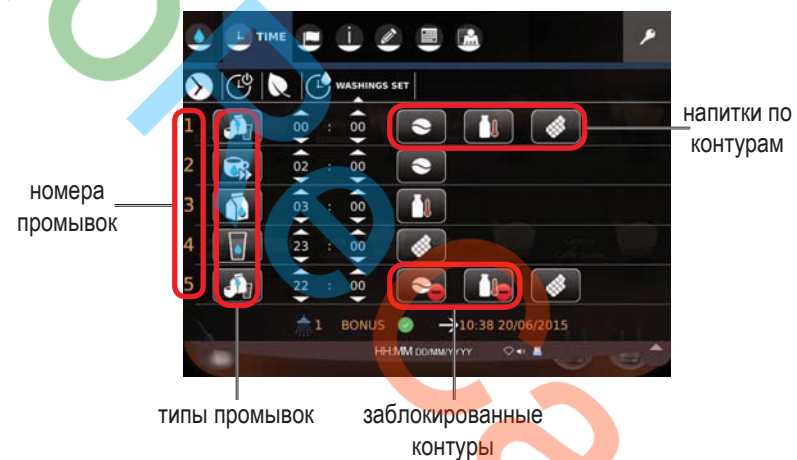 TIME
WASHINGS SET
1 00 : 00
напитки по
контурам
2 02 : 00
номера
промывок
3 03 : 00
4 23 : 00
5 22 : 00
1 BONUS 10:38 20/06/2015
HH:MM DD/MM/YYYY
типы промывок
заблокированные
контуры